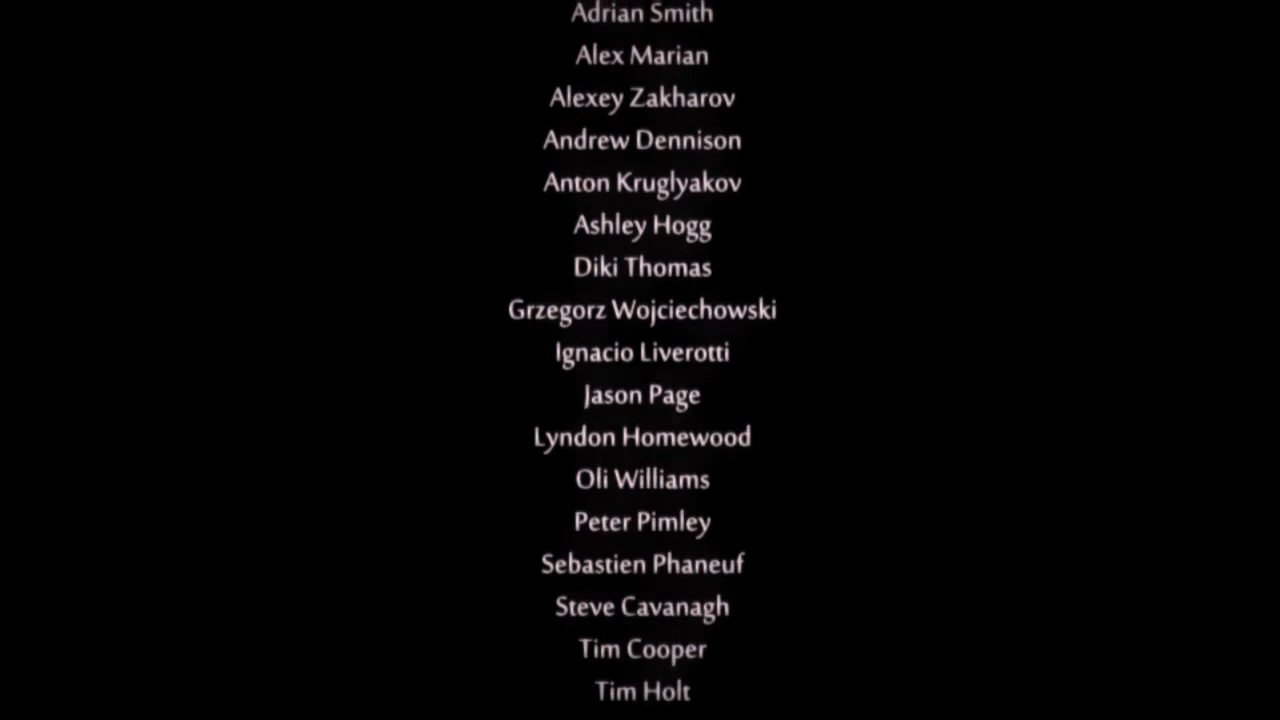 Adrian Smith
Alex Marian
Alexey Zakharov
Andrew Dennison
Anton Kruglyakov
Ashley Hogg
Diki Thomas
Grzegorz Wojciechowski
Ignacio Liverotti
Jason Page
Lyndon Homewood
Oli Williams
Peter Pimley
Sebastien Phaneuf
Steve Cavanagh
Tim Cooper
Tim Holt